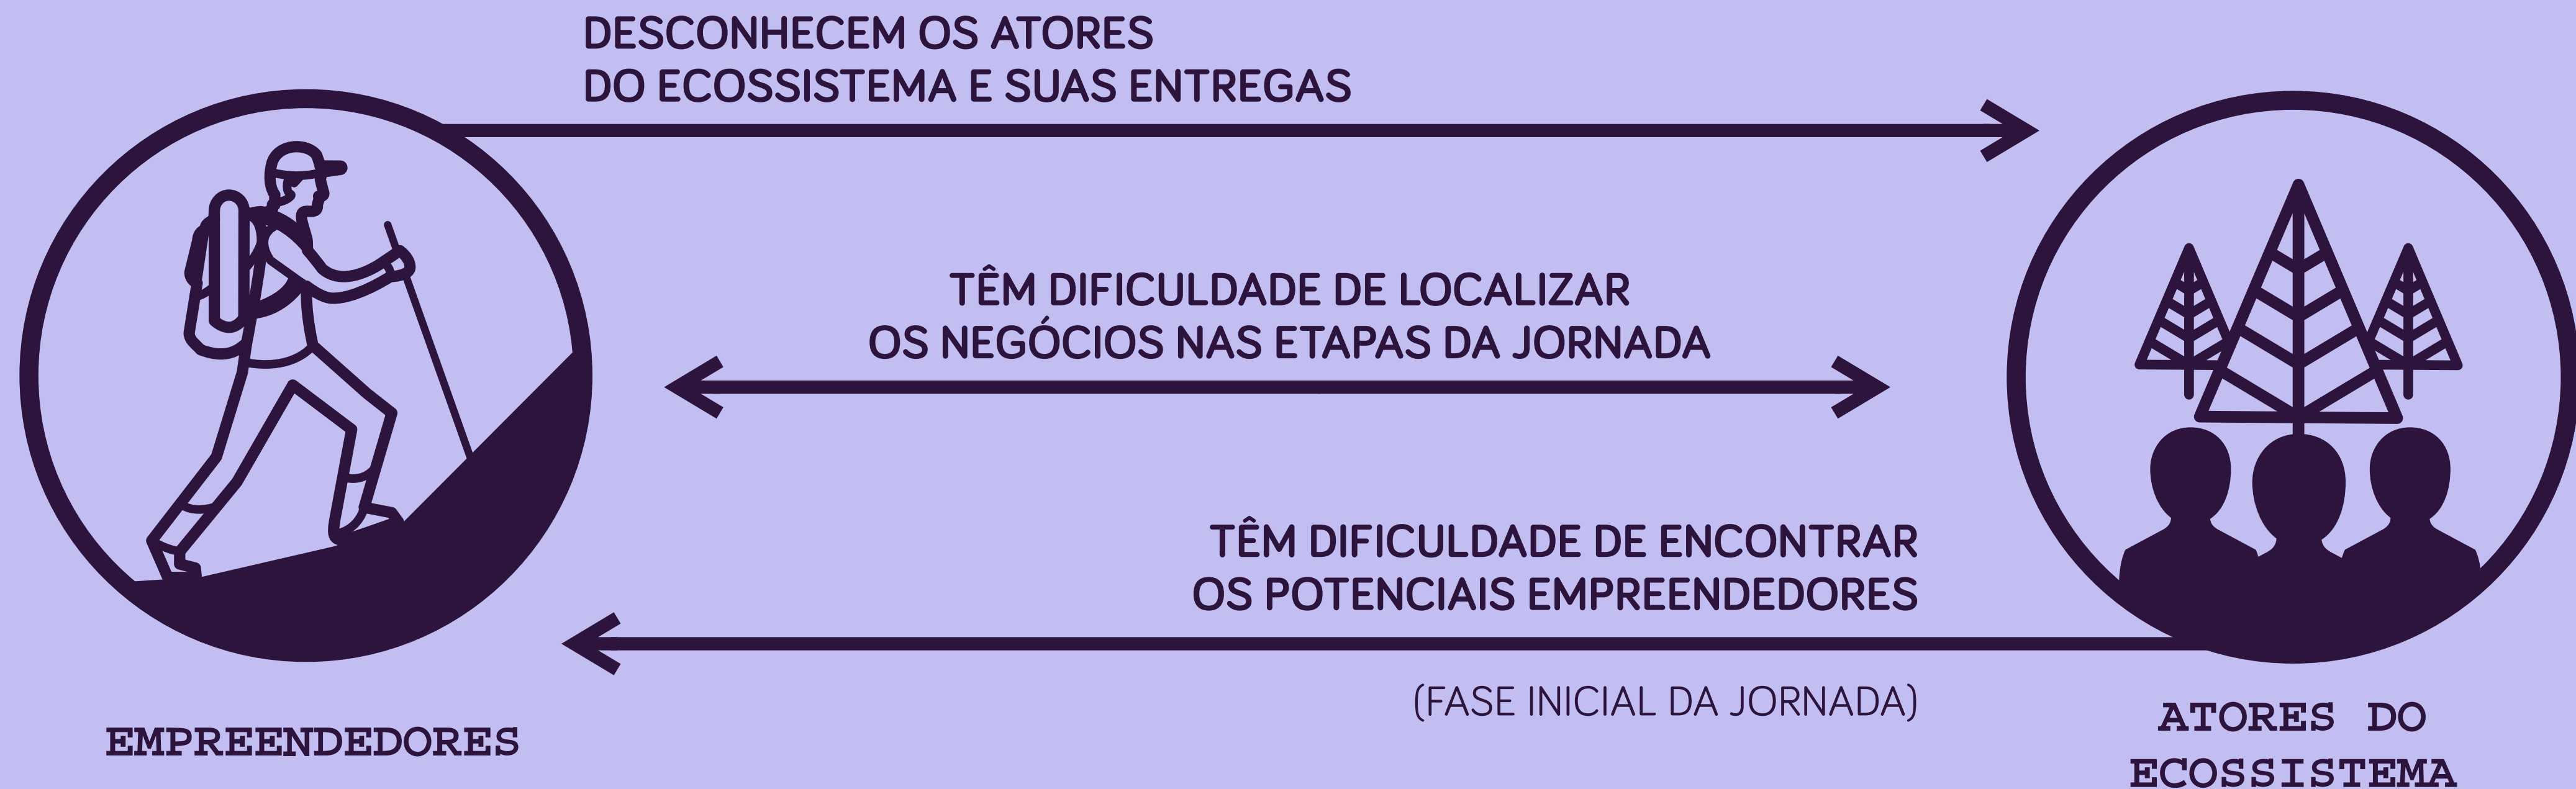 DESCONHECEM OS ATORES
DO ECOSSISTEMA E SUAS ENTREGAS
TÊM DIFICULDADE DE LOCALIZAR
OS NEGÓCIOS NAS ETAPAS DA JORNADA
TÊM DIFICULDADE DE ENCONTRAR
OS POTENCIAIS EMPREENDEDORES
(FASE INICIAL DA JORNADA)
EMPREENDEDORES
ATORES DO
ECOSSISTEMA